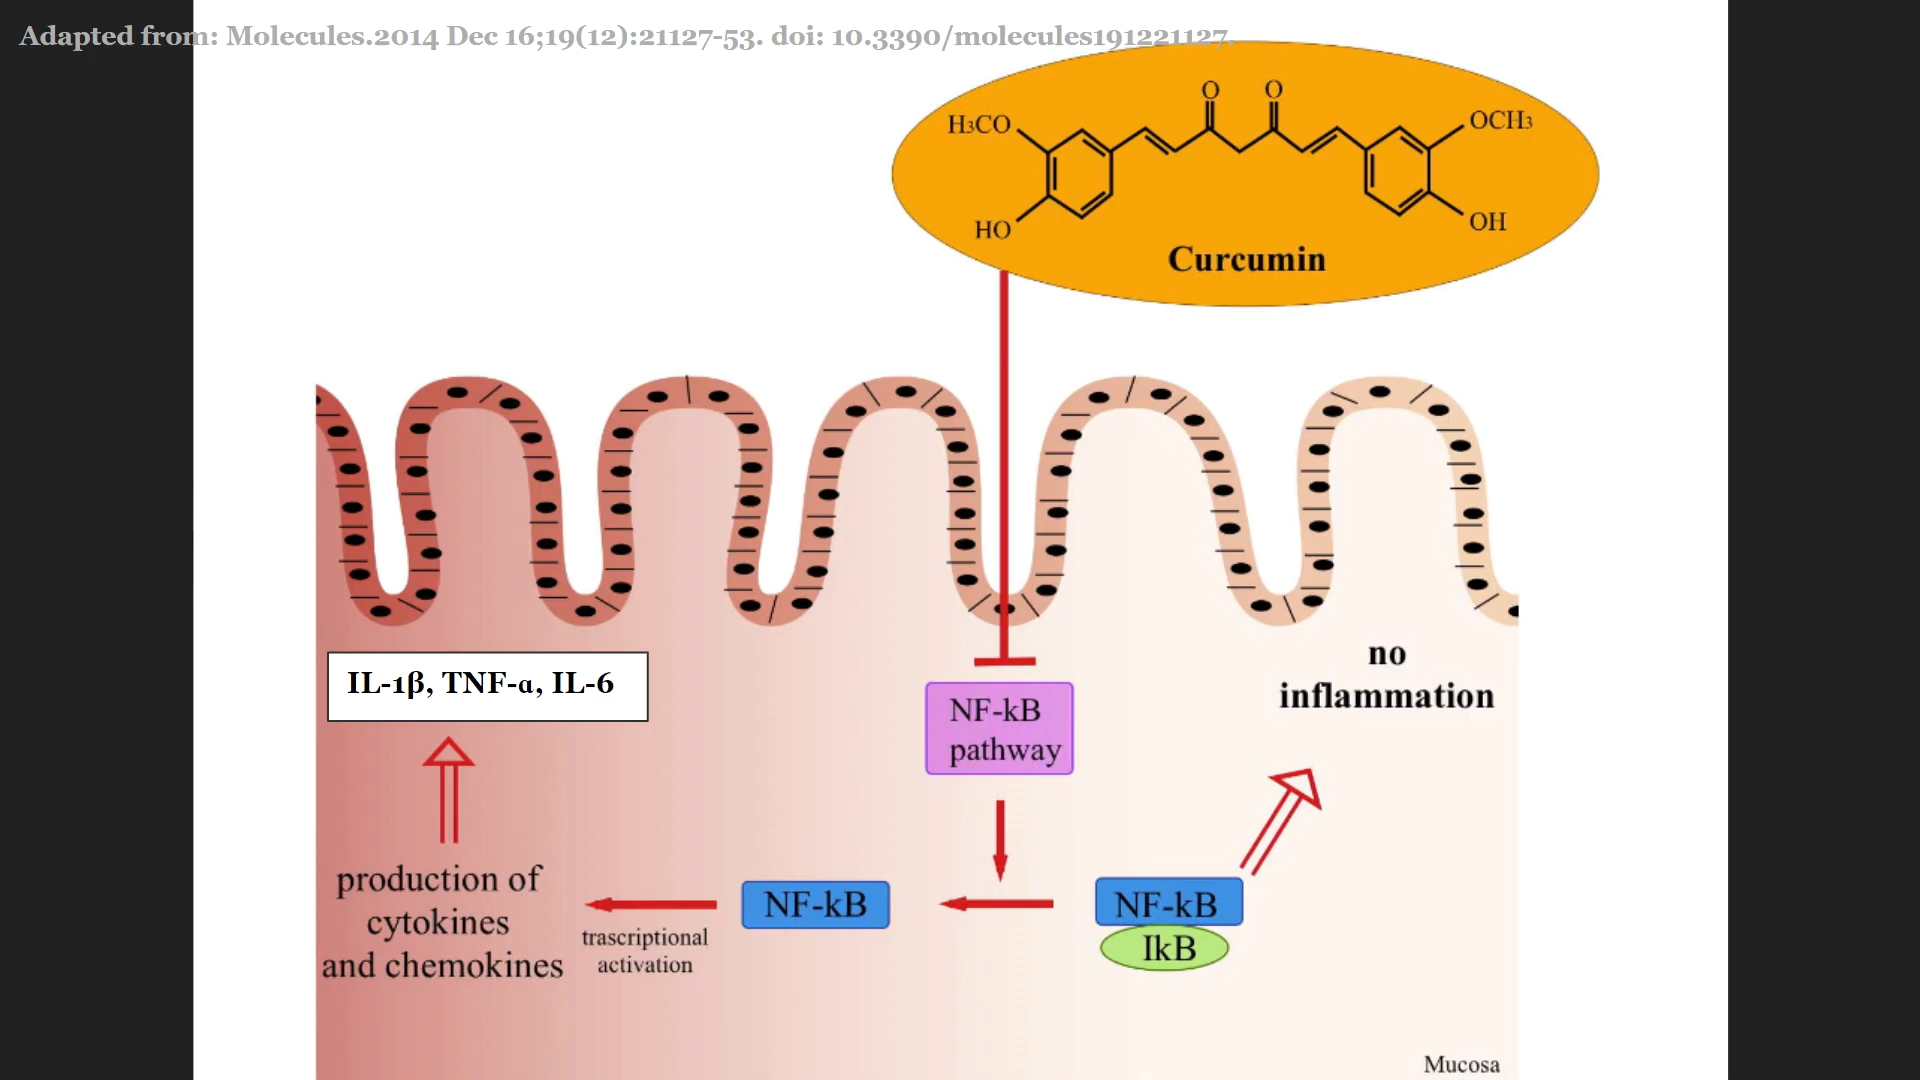 Adapted from: Molecules.2014 Dec 16;19(12):21127-53. doi: 10.3390/molecules191221127.
O O
H3CO OCH3
HO OH
Curcumin
IL-1β, TNF-α, IL-6
no
inflammation
NF-kB
pathway
production of
cytokines
and chemokines
trascriptional
activation
NF-kB
NF-kB
IkB
Mucosa